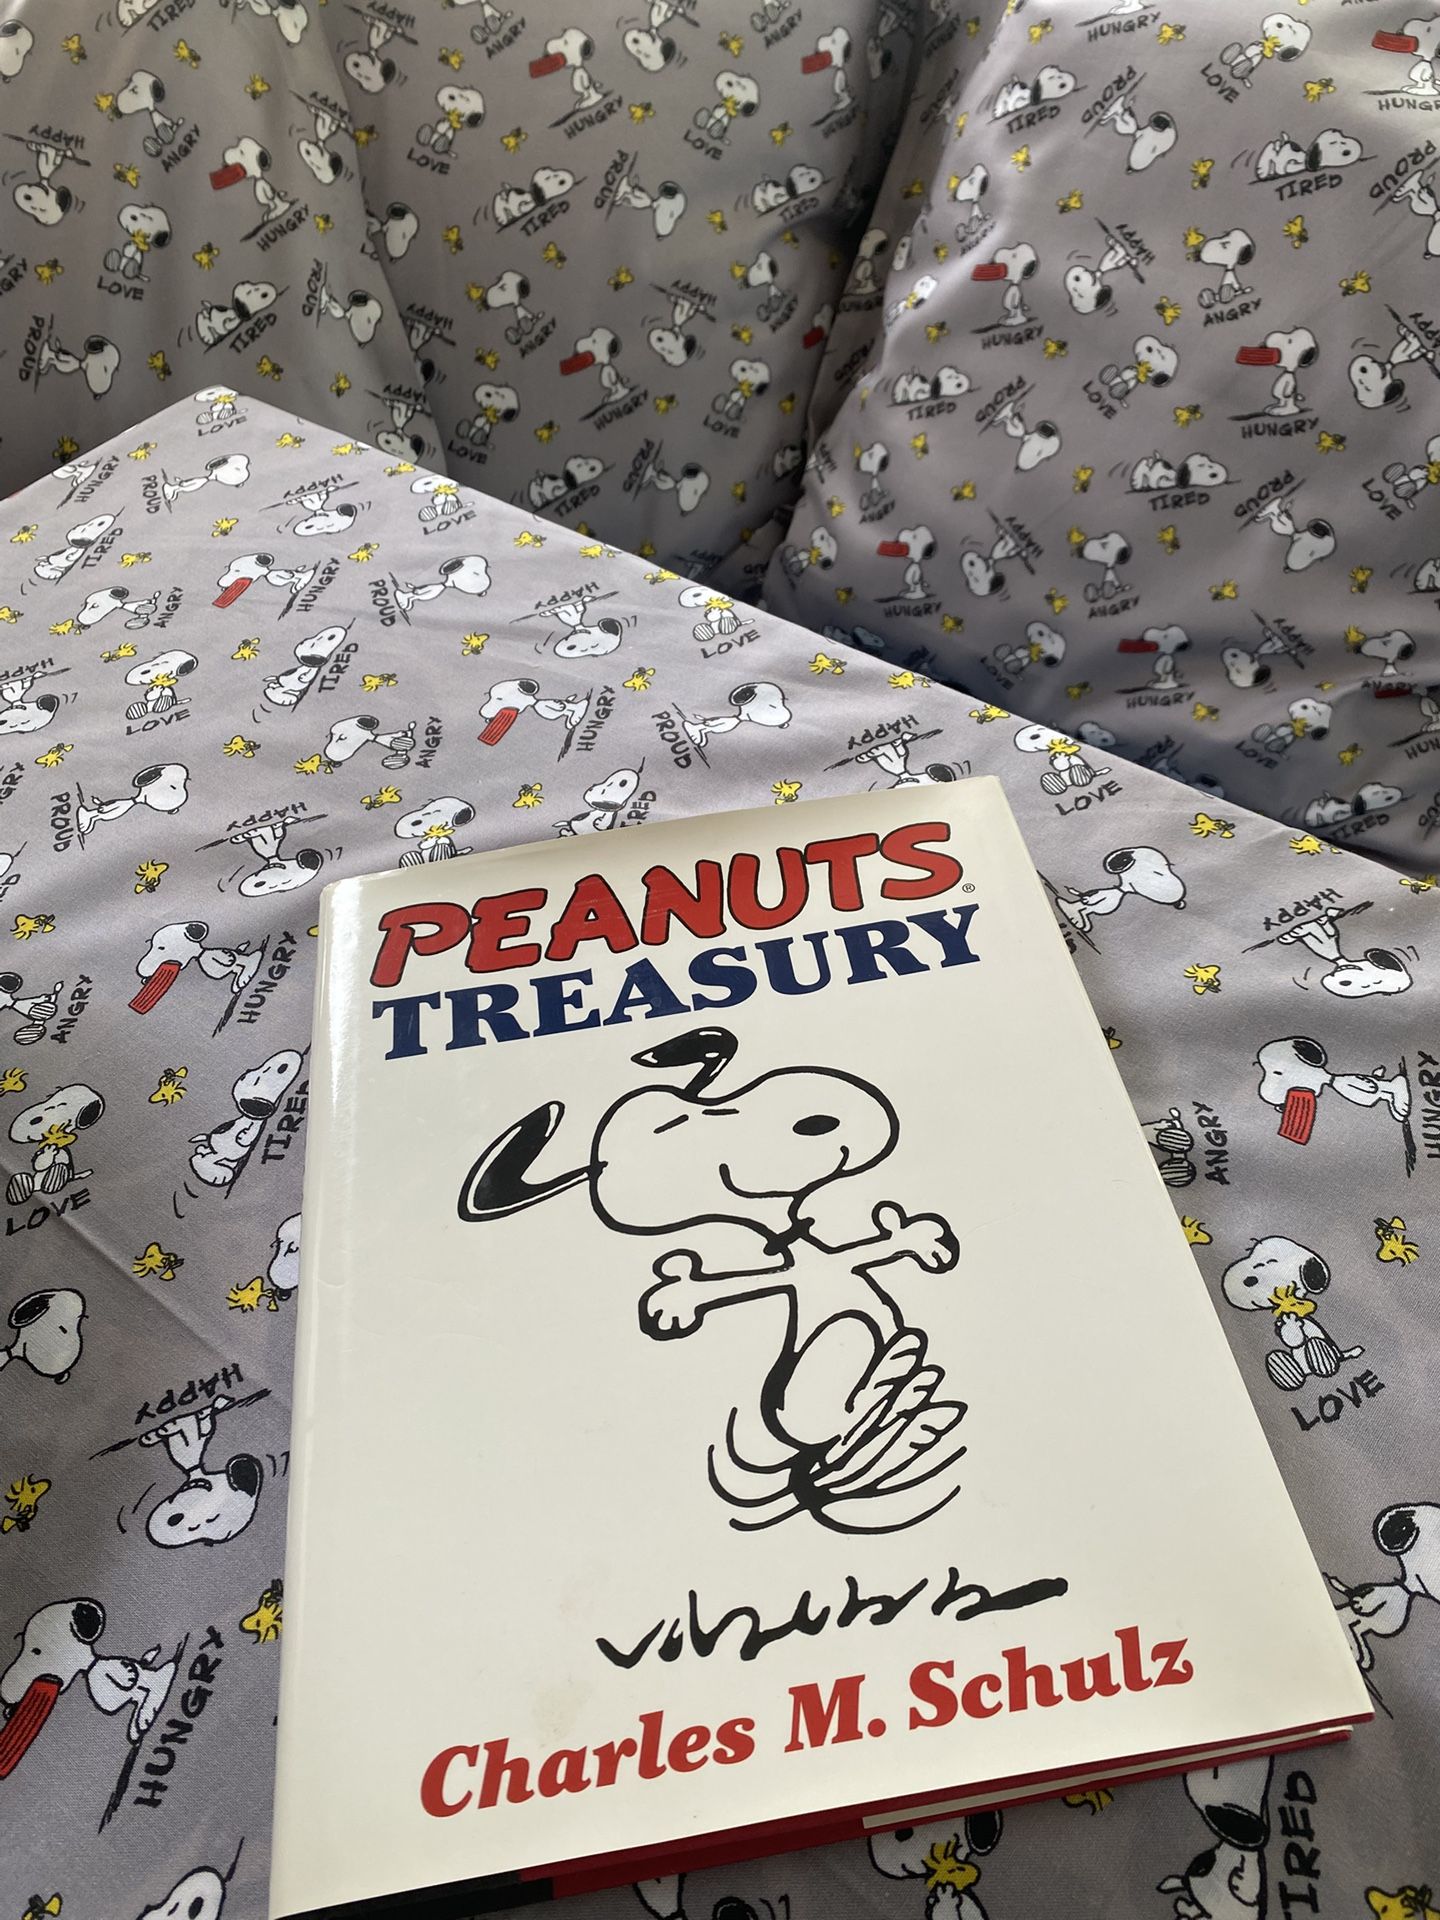 PEANUTS®
TREASURY
Charles M. Schulz
HAPPY
ANGRY
HUNGRY
LOVE
TIRED
PROUD